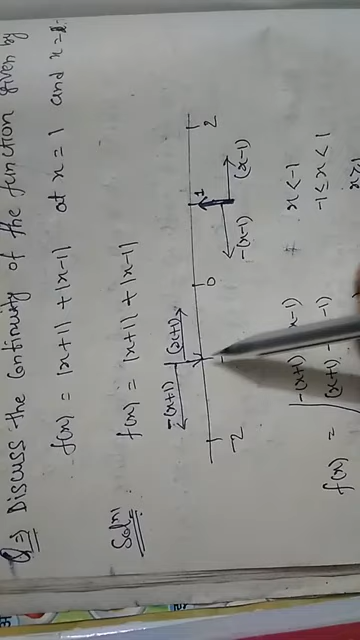 Q⇒ Discuss the Continuity of the function given by
f(x) = |x+1| + |x-1| at x = 1 and x =
Soln: f(x) = |x+1| + |x-1|
-(x+1) (x+1)
-2 0 1 2
-(x-1) (x-1)
f(x) = -(x+1) x-1) x < -1
(x+1) -1) -1 ≤ x < 1
x ≥ 1